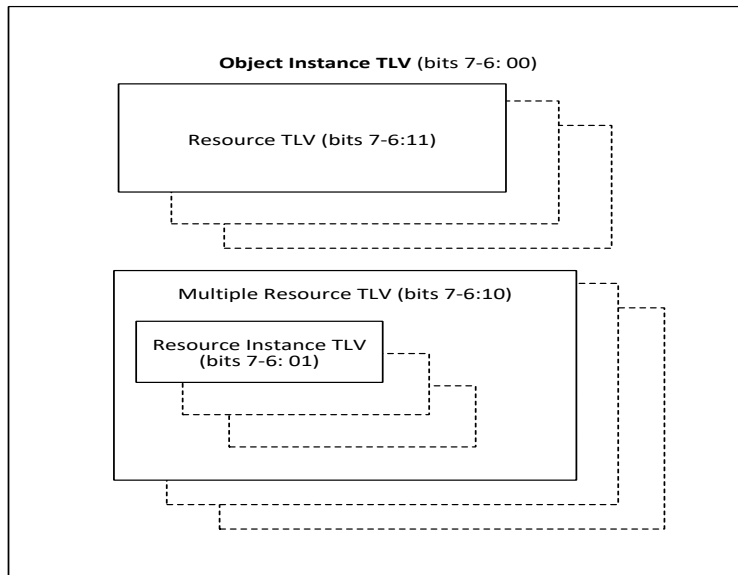 Object Instance TLV (bits 7-6: 00)
Resource TLV (bits 7-6:11)
Multiple Resource TLV (bits 7-6:10)
Resource Instance TLV
(bits 7-6: 01)